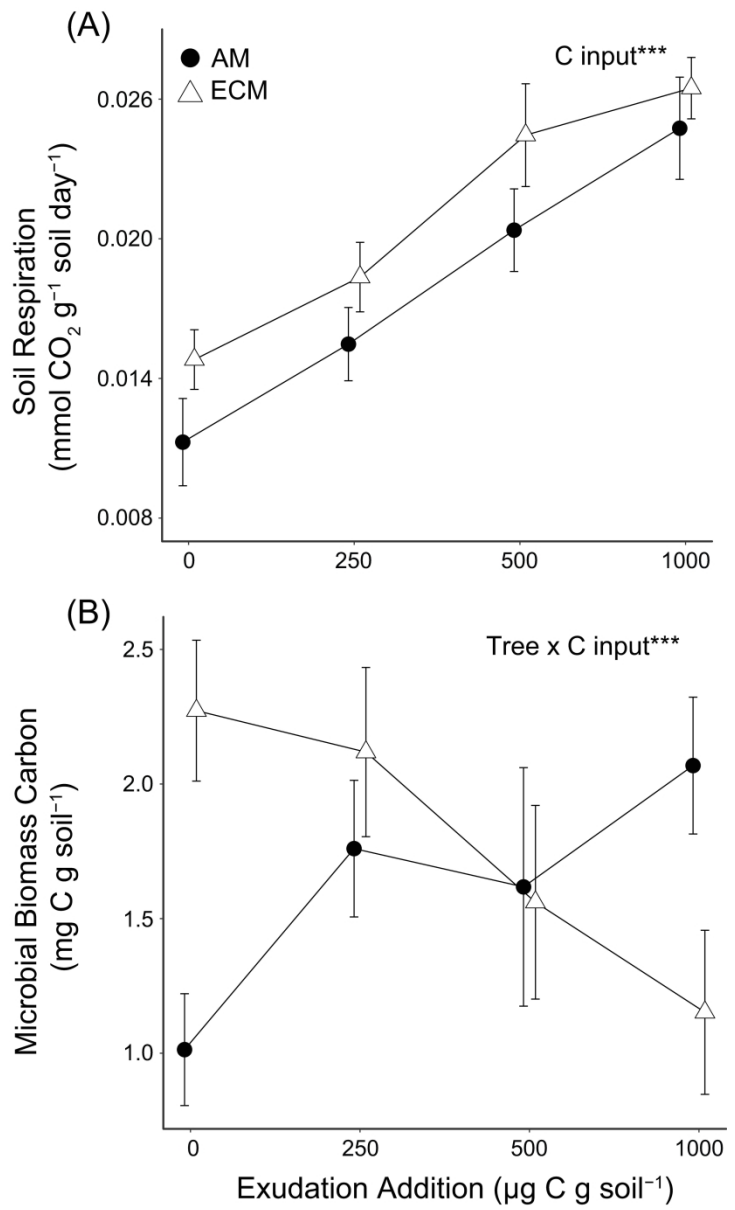 (A)
AM
ECM
C input***
0.026
0.020
0.014
0.008
Soil Respiration
(mmol CO₂ g⁻¹ soil day⁻¹)
0
250
500
1000
(B)
Tree x C input***
2.5
2.0
1.5
1.0
Microbial Biomass Carbon
(mg C g soil⁻¹)
0
250
500
1000
Exudation Addition (µg C g soil⁻¹)